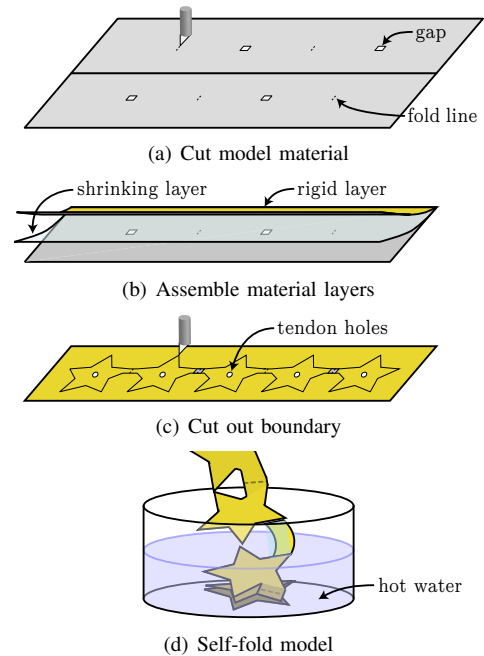 gap
fold line
(a) Cut model material
shrinking layer
rigid layer
(b) Assemble material layers
tendon holes
(c) Cut out boundary
hot water
(d) Self-fold model